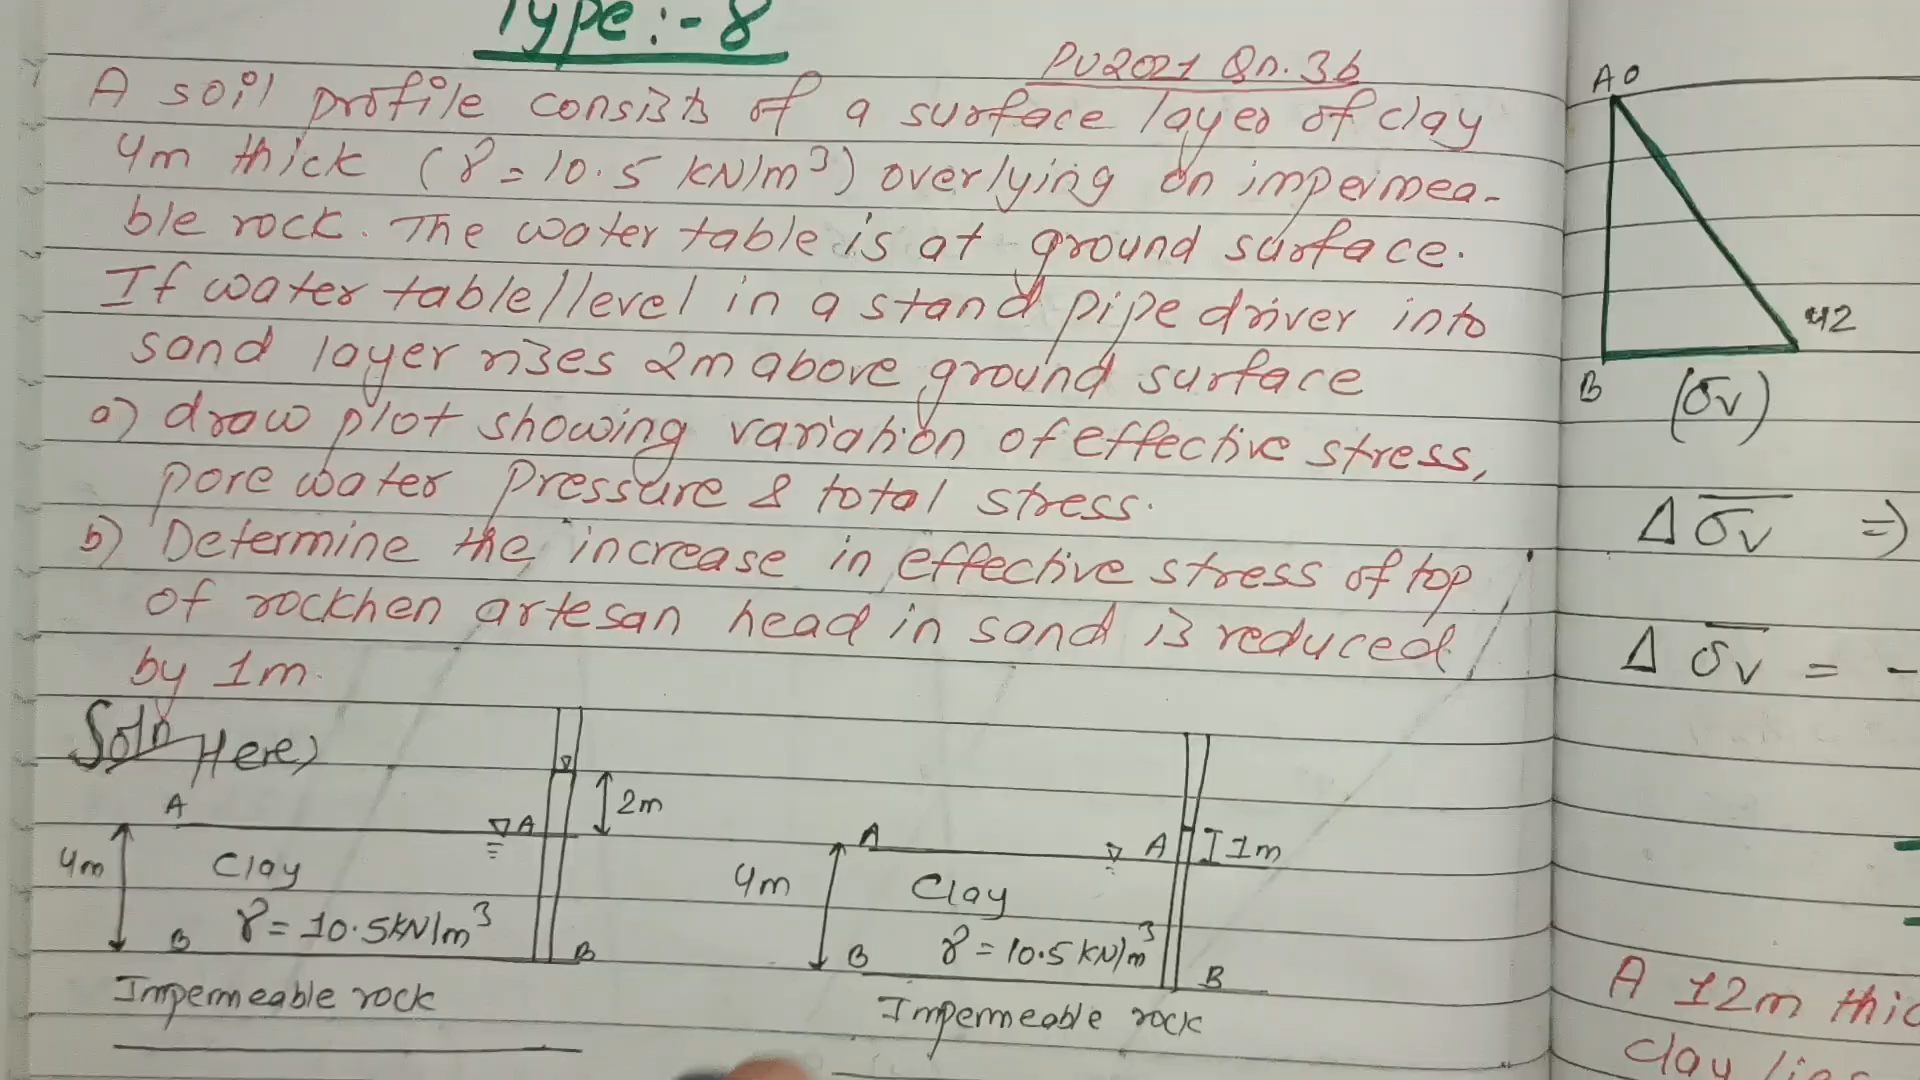 Type:- 8
PU2021 Qn. 3b
A soil profile consists of a surface layer of clay
4m thick (γ = 10.5 KN/m³) overlying on impermea-
ble rock. The water table is at ground surface.
If water table/level in a stand pipe driver into
sand layer rises 2m above ground surface
a) draw plot showing variation of effective stress,
pore water pressure & total stress.
b) Determine the increase in effective stress of top
of rockhen artesan head in sand is reduced
by 1m.
Soln Here,
A
A
2m
4m
Clay
γ = 10.5KN/m³
B
B
Impermeable rock
A
A
1m
4m
Clay
γ = 10.5 KN/m³
B
B
Impermeable rock
A 0
42
B
(σv)
Δ σv =>
Δ σv = -
A 12m thic